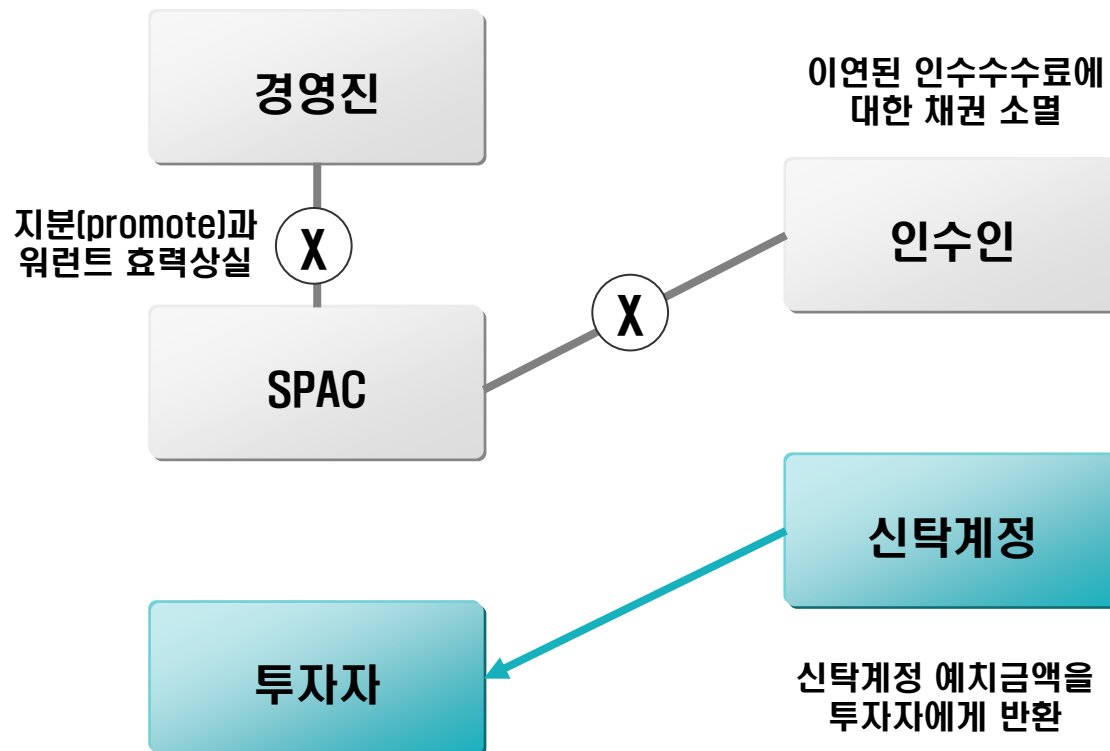 경영진
이연된 인수수수료에
대한 채권 소멸
지분(promote)과
워런트 효력상실
X
인수인
X
SPAC
신탁계정
투자자
신탁계정 예치금액을
투자자에게 반환